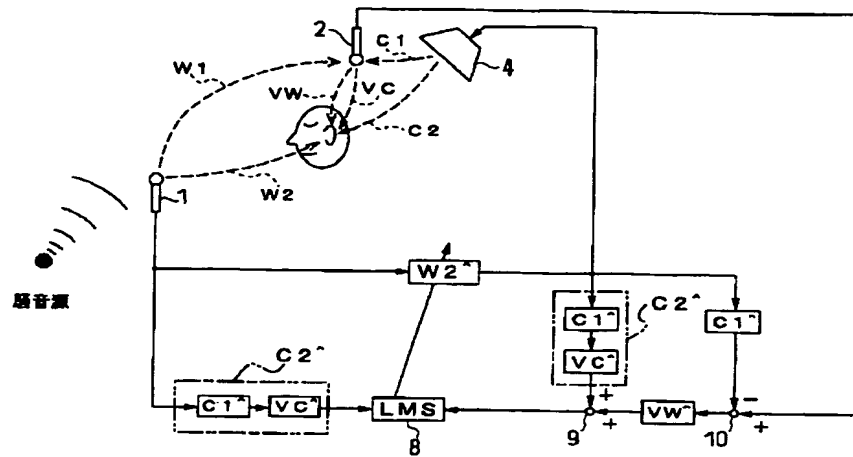 2
C1
4
W1
VW
VC
C2
W2
1
騒音源
W2^
C2^
C1^
C1^
VC^
C2^
C1^
VC^
LMS
8
+
+
9
VW^
-
+
10